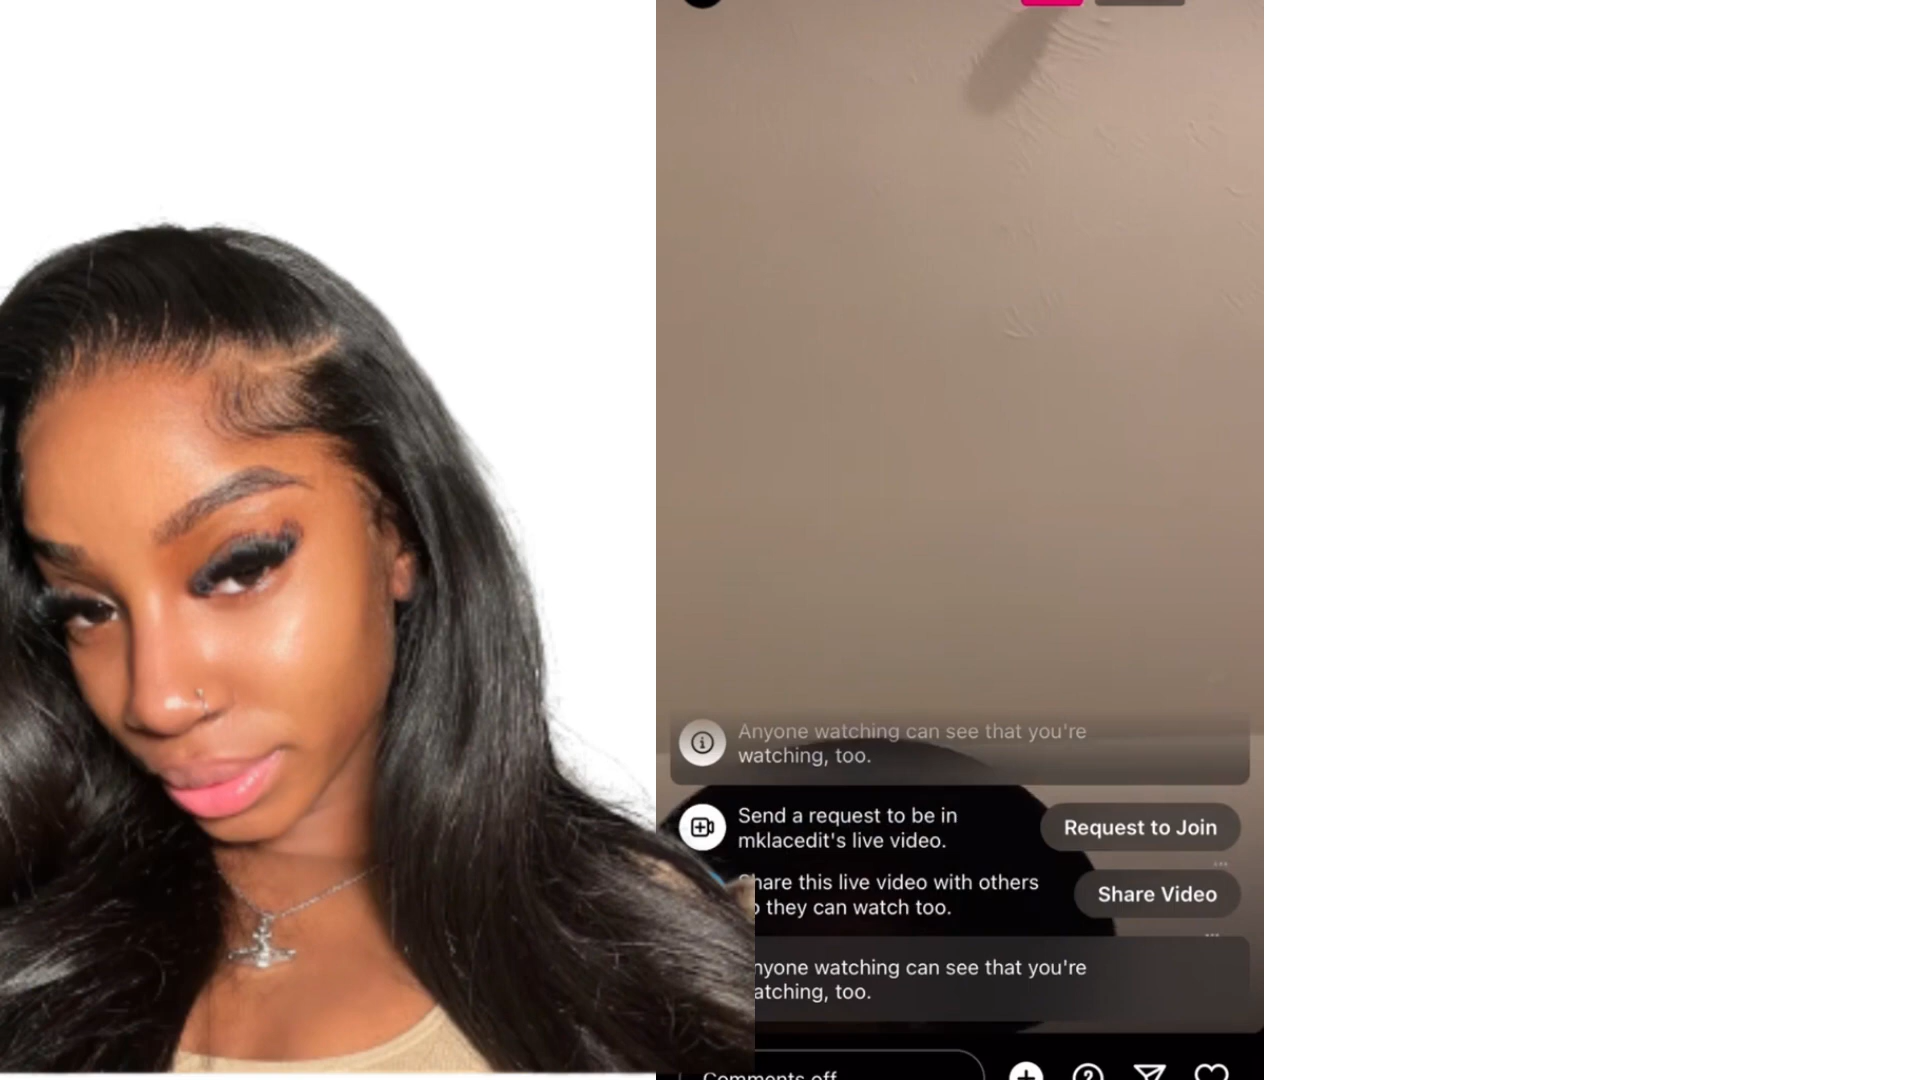 Anyone watching can see that you're
watching, too.
Send a request to be in
mklacedit's live video.
Request to Join
hare this live video with others
they can watch too.
Share Video
nyone watching can see that you're
atching, too.
Comments off